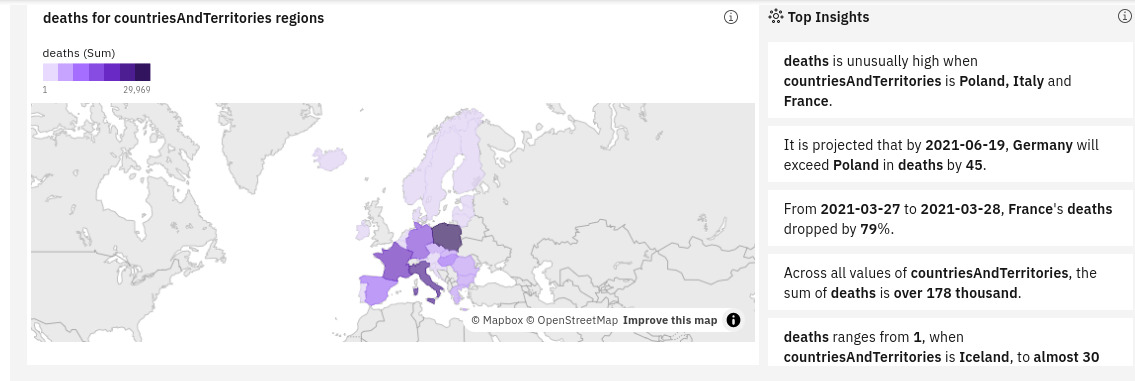 deaths for countriesAndTerritories regions
deaths (Sum)
1 29,969
© Mapbox © OpenStreetMap Improve this map
Top Insights
deaths is unusually high when
countriesAndTerritories is Poland, Italy and
France.
It is projected that by 2021-06-19, Germany will
exceed Poland in deaths by 45.
From 2021-03-27 to 2021-03-28, France's deaths
dropped by 79%.
Across all values of countriesAndTerritories, the
sum of deaths is over 178 thousand.
deaths ranges from 1, when
countriesAndTerritories is Iceland, to almost 30